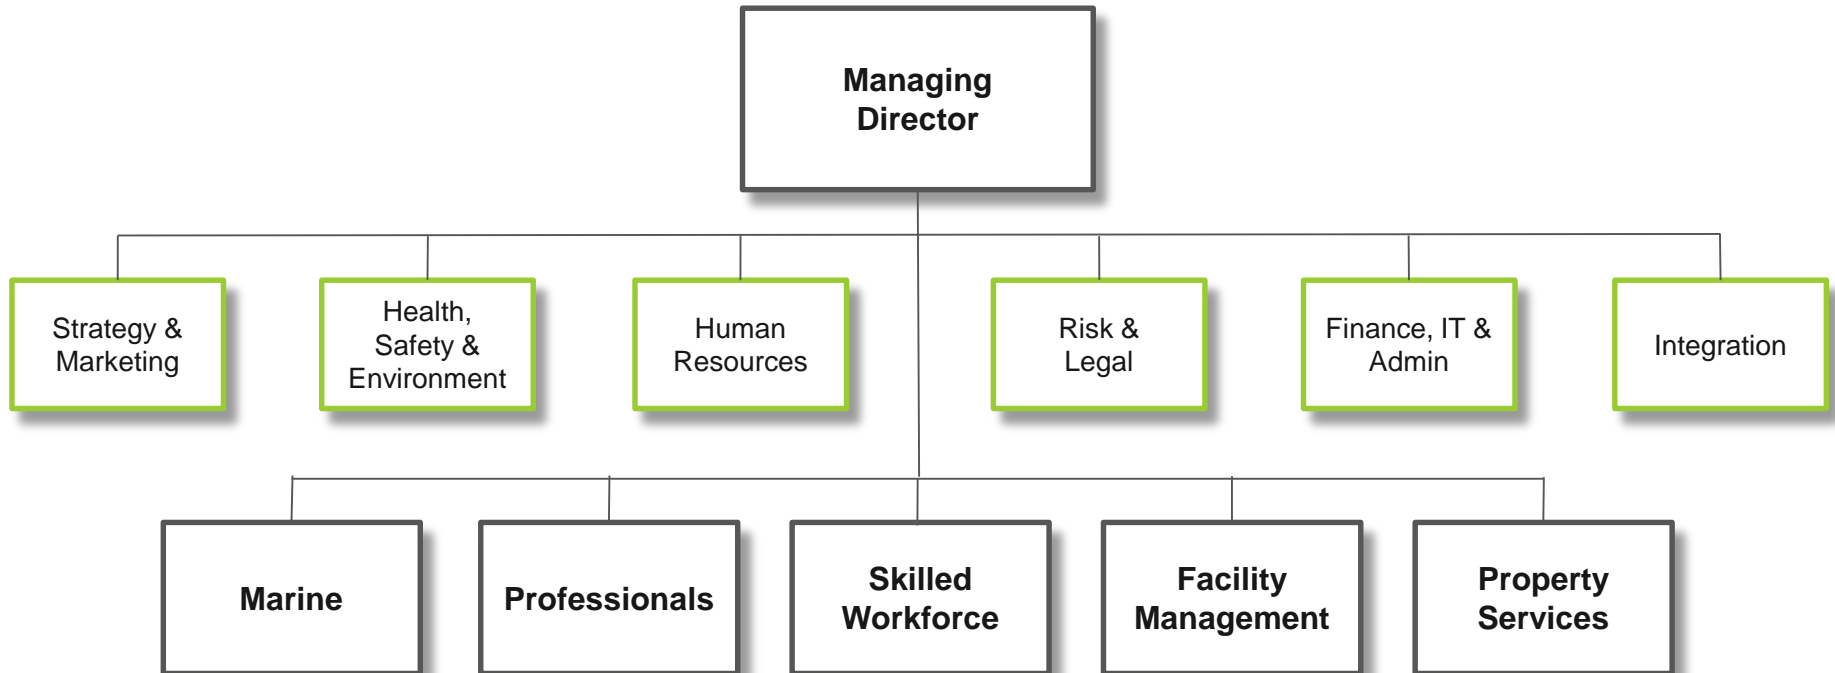 Managing
Director
Strategy &
Marketing
Health,
Safety &
Environment
Human
Resources
Risk &
Legal
Finance, IT &
Admin
Integration
Marine
Professionals
Skilled
Workforce
Facility
Management
Property
Services